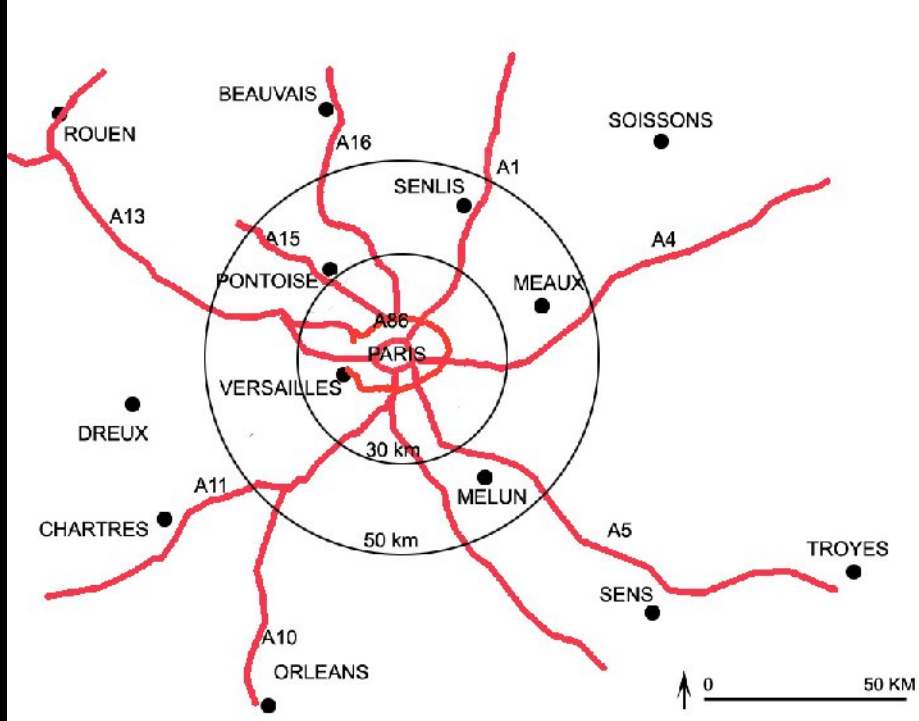 BEAUVAIS
SOISSONS
ROUEN
A16
A1
SENLIS
A13
A15
A4
PONTOISE
MEAUX
A86
PARIS
VERSAILLES
DREUX
30 km
A11
MELUN
CHARTRES
50 km
A5
TROYES
SENS
A10
ORLEANS
0 50 KM